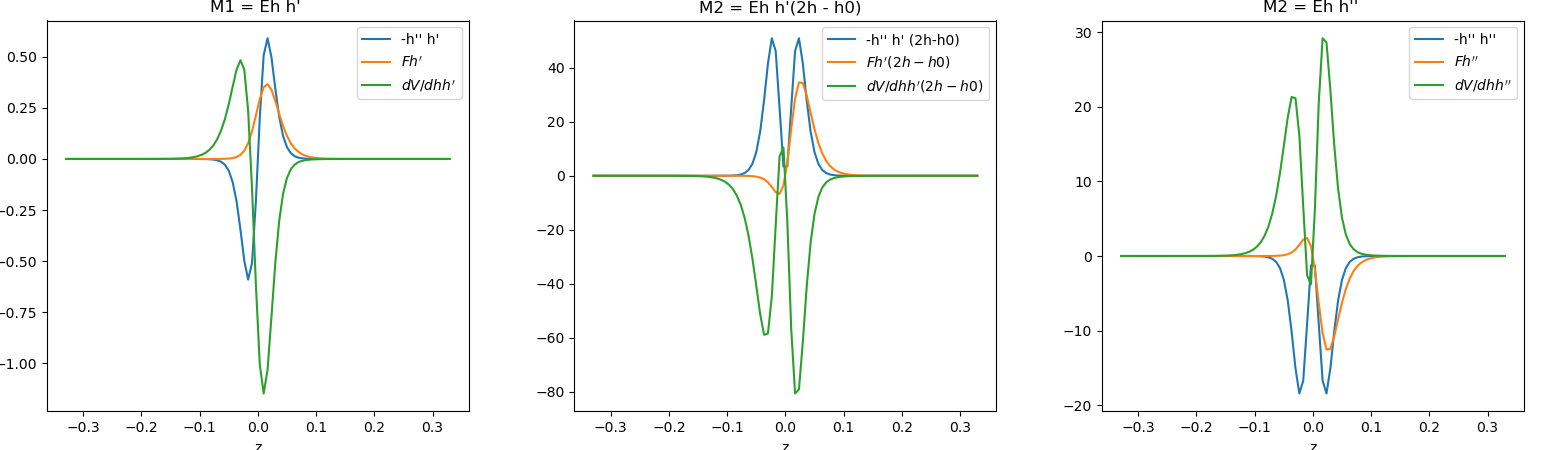 M1 = Eh h'
-h'' h'
Fh′
dV/dhh′
0.50
0.25
0.00
−0.25
−0.50
−0.75
−1.00
−0.3 −0.2 −0.1 0.0 0.1 0.2 0.3
z
M2 = Eh h'(2h - h0)
-h'' h' (2h-h0)
Fh′(2h − h0)
dV/dhh′(2h − h0)
40
20
0
−20
−40
−60
−80
−0.3 −0.2 −0.1 0.0 0.1 0.2 0.3
z
M2 = Eh h''
-h'' h''
Fh′′
dV/dhh′′
30
20
10
0
−10
−20
−0.3 −0.2 −0.1 0.0 0.1 0.2 0.3
z